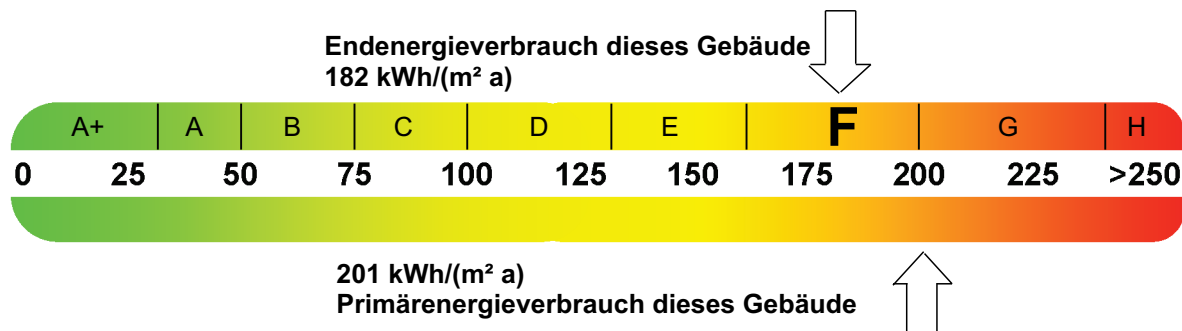 Endenergieverbrauch dieses Gebäude
182 kWh/(m² a)
A+ A B C D E F G H
0 25 50 75 100 125 150 175 200 225 >250
201 kWh/(m² a)
Primärenergieverbrauch dieses Gebäude